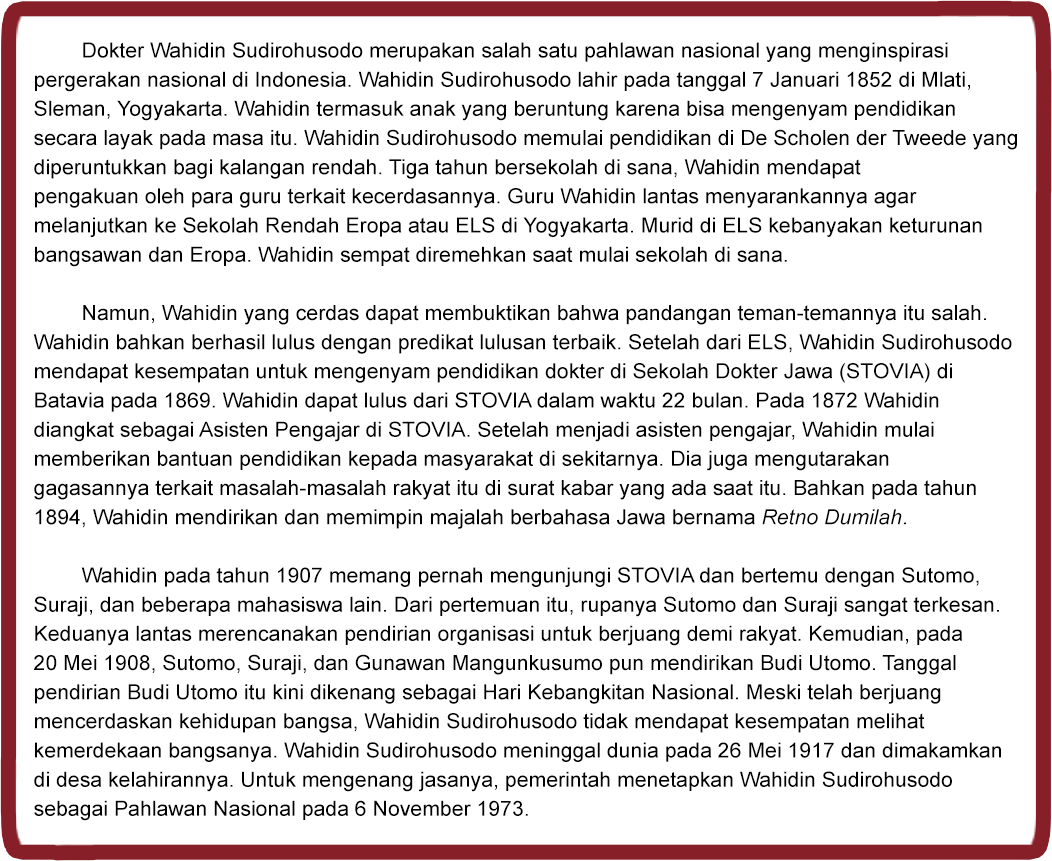 Dokter Wahidin Sudirohusodo merupakan salah satu pahlawan nasional yang menginspirasi
pergerakan nasional di Indonesia. Wahidin Sudirohusodo lahir pada tanggal 7 Januari 1852 di Mlati,
Sleman, Yogyakarta. Wahidin termasuk anak yang beruntung karena bisa mengenyam pendidikan
secara layak pada masa itu. Wahidin Sudirohusodo memulai pendidikan di De Scholen der Tweede yang
diperuntukkan bagi kalangan rendah. Tiga tahun bersekolah di sana, Wahidin mendapat
pengakuan oleh para guru terkait kecerdasannya. Guru Wahidin lantas menyarankannya agar
melanjutkan ke Sekolah Rendah Eropa atau ELS di Yogyakarta. Murid di ELS kebanyakan keturunan
bangsawan dan Eropa. Wahidin sempat diremehkan saat mulai sekolah di sana.
Namun, Wahidin yang cerdas dapat membuktikan bahwa pandangan teman-temannya itu salah.
Wahidin bahkan berhasil lulus dengan predikat lulusan terbaik. Setelah dari ELS, Wahidin Sudirohusodo
mendapat kesempatan untuk mengenyam pendidikan dokter di Sekolah Dokter Jawa (STOVIA) di
Batavia pada 1869. Wahidin dapat lulus dari STOVIA dalam waktu 22 bulan. Pada 1872 Wahidin
diangkat sebagai Asisten Pengajar di STOVIA. Setelah menjadi asisten pengajar, Wahidin mulai
memberikan bantuan pendidikan kepada masyarakat di sekitarnya. Dia juga mengutarakan
gagasannya terkait masalah-masalah rakyat itu di surat kabar yang ada saat itu. Bahkan pada tahun
1894, Wahidin mendirikan dan memimpin majalah berbahasa Jawa bernama Retno Dumilah.
Wahidin pada tahun 1907 memang pernah mengunjungi STOVIA dan bertemu dengan Sutomo,
Suraji, dan beberapa mahasiswa lain. Dari pertemuan itu, rupanya Sutomo dan Suraji sangat terkesan.
Keduanya lantas merencanakan pendirian organisasi untuk berjuang demi rakyat. Kemudian, pada
20 Mei 1908, Sutomo, Suraji, dan Gunawan Mangunkusumo pun mendirikan Budi Utomo. Tanggal
pendirian Budi Utomo itu kini dikenang sebagai Hari Kebangkitan Nasional. Meski telah berjuang
mencerdaskan kehidupan bangsa, Wahidin Sudirohusodo tidak mendapat kesempatan melihat
kemerdekaan bangsanya. Wahidin Sudirohusodo meninggal dunia pada 26 Mei 1917 dan dimakamkan
di desa kelahirannya. Untuk mengenang jasanya, pemerintah menetapkan Wahidin Sudirohusodo
sebagai Pahlawan Nasional pada 6 November 1973.